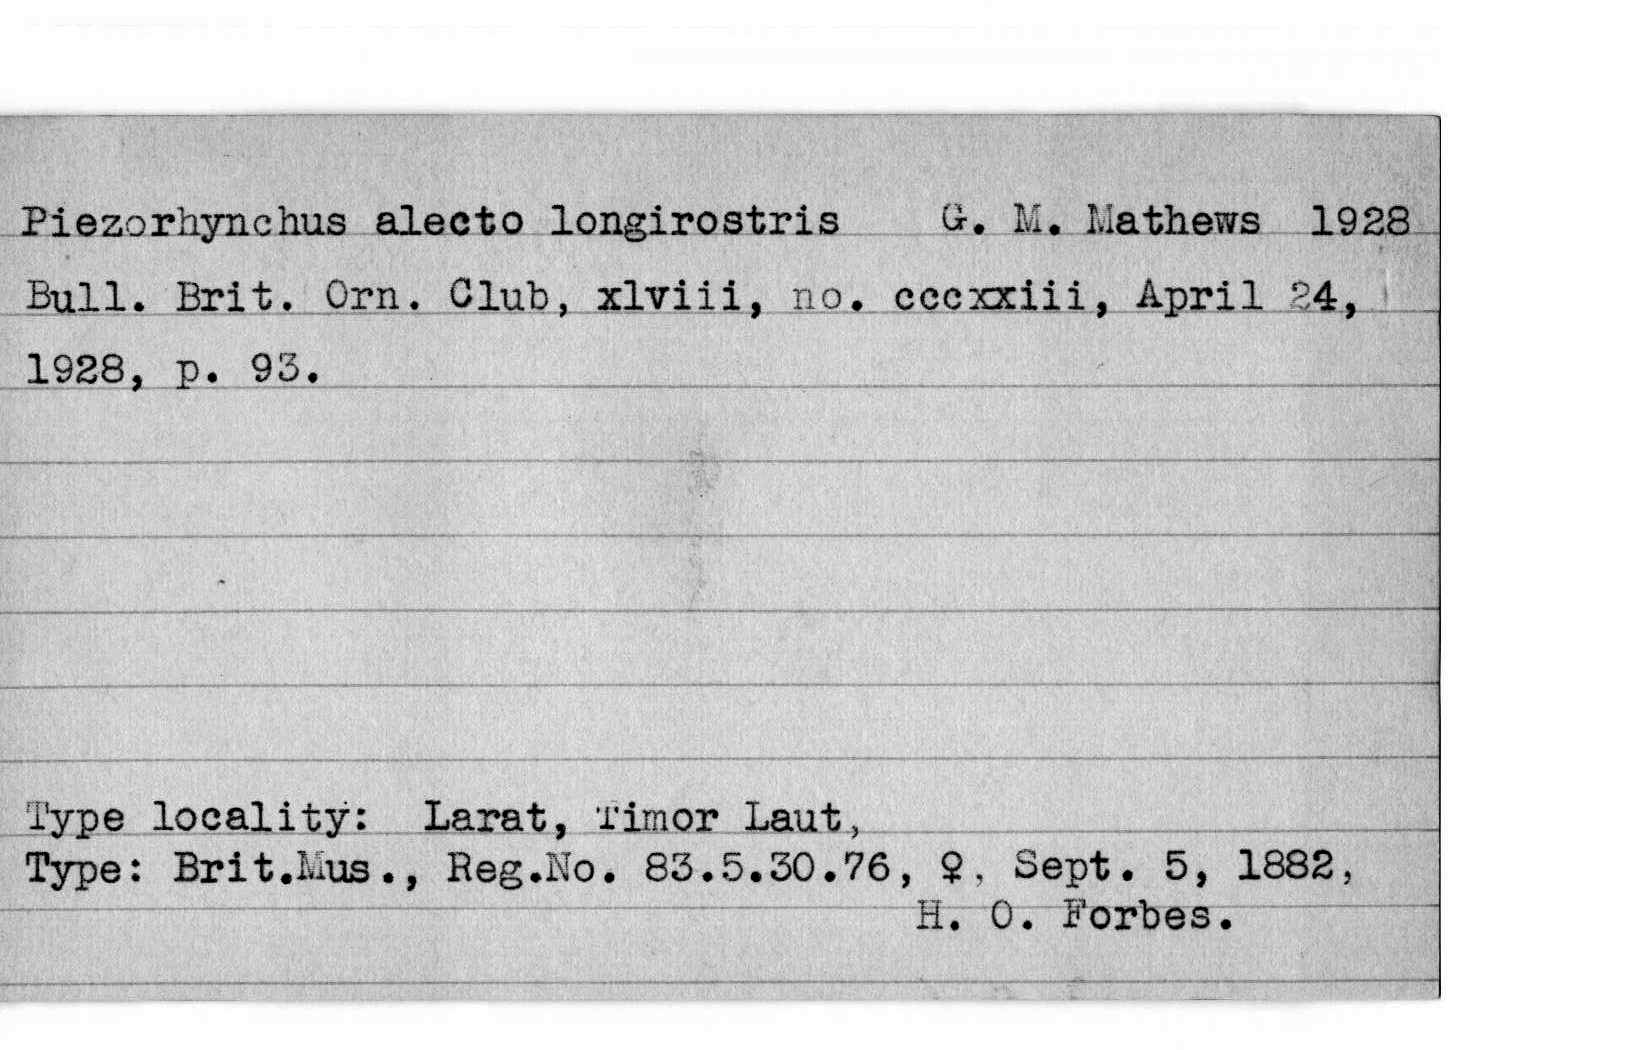 Piezorhynchus alecto longirostris G. M. Mathews 1928
Bull. Brit. Orn. Club, xlviii, no. cccxxiii, April 24,
1928, p. 93.
Type locality: Larat, Timor Laut,
Type: Brit.Mus., Reg.No. 83.5.30.76, ♀, Sept. 5, 1882,
H. O. Forbes.